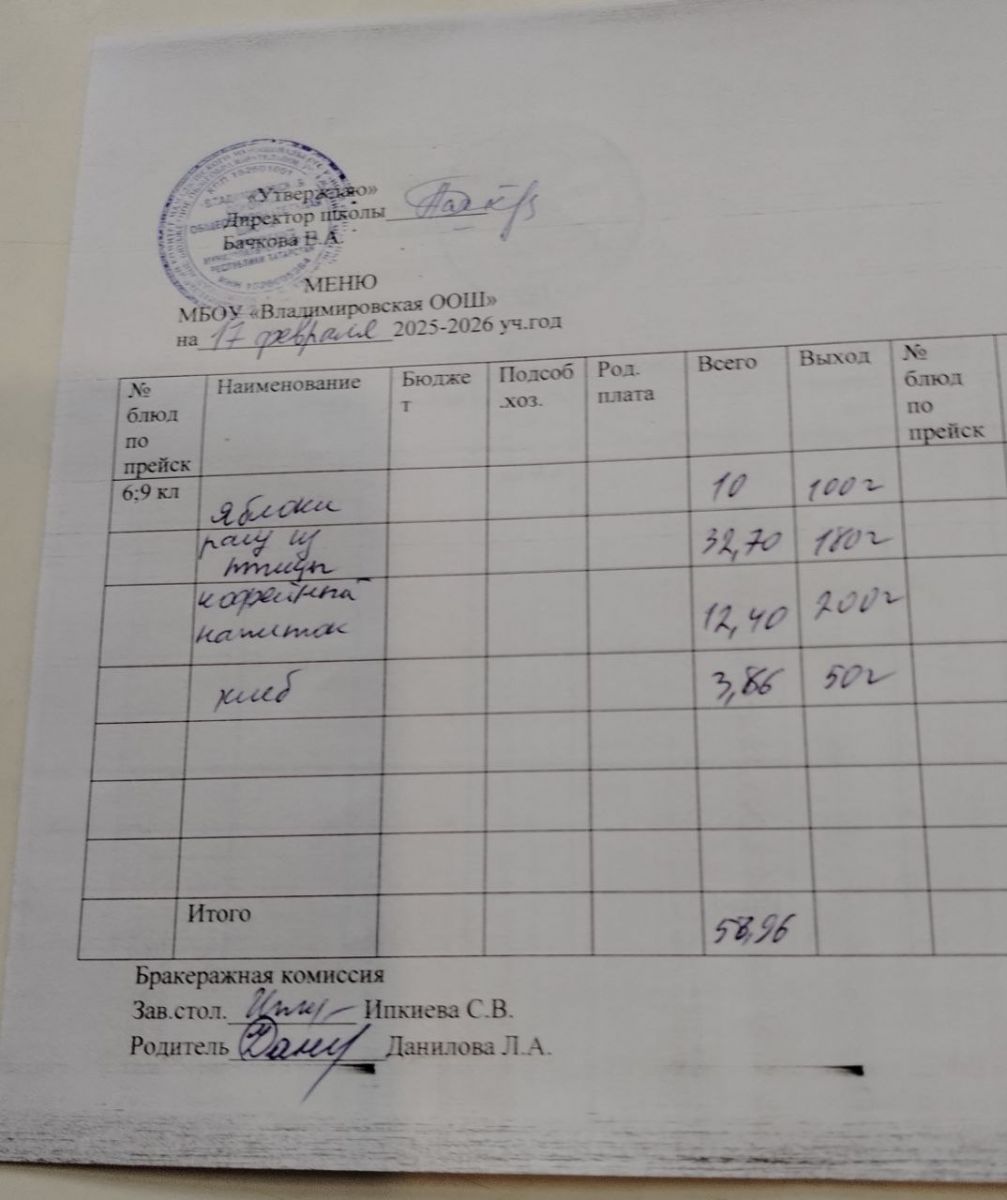 «Утверждаю»
Директор школы
Бачкова В.А.
МЕНЮ
МБОУ «Владимировская ООШ»
на 17 февраля 2025-2026 уч.год
№ блюд по прейск Наименование Бюджет Подсоб.хоз. Род. плата Всего Выход № блюд по прейск
6;9 кл яблоки 10 100г
рагу из птицы 32,70 180г
кофейный напиток 12,40 200г
хлеб 3,86 50г
Итого 58,96
Бракеражная комиссия
Зав.стол. Ипкиева С.В.
Родитель Данилова Л.А.